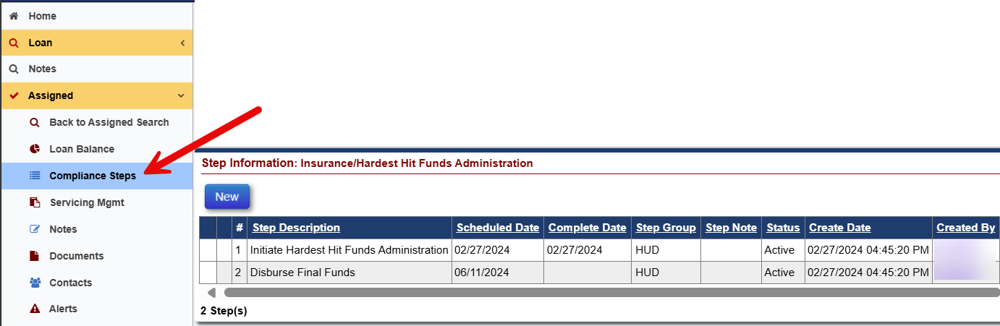 Home
Loan
Notes
Assigned
Back to Assigned Search
Loan Balance
Compliance Steps
Servicing Mgmt
Notes
Documents
Contacts
Alerts
Step Information: Insurance/Hardest Hit Funds Administration
New
# Step Description Scheduled Date Complete Date Step Group Step Note Status Create Date Created By
1 Initiate Hardest Hit Funds Administration 02/27/2024 02/27/2024 HUD Active 02/27/2024 04:45:20 PM
2 Disburse Final Funds 06/11/2024 HUD Active 02/27/2024 04:45:20 PM
2 Step(s)